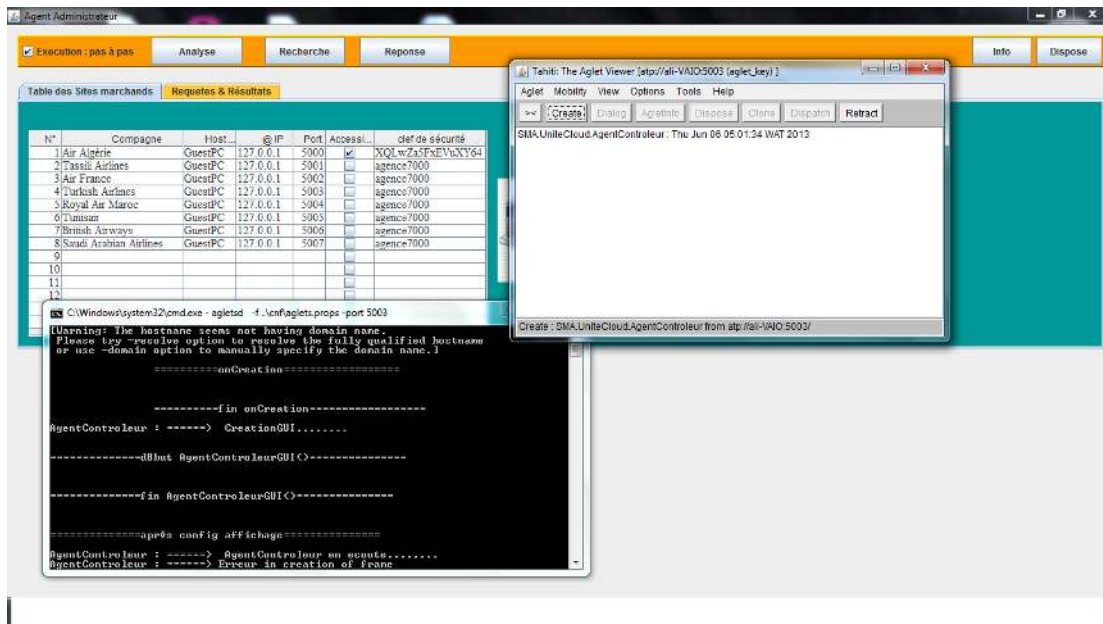 Agent Administrateur
Execution : pas à pas Analyse Recherche Reponse Info Dispose
Table des Sites marchands Requetes & Résultats
N° Compagne Host... @IP Port Accessi... clef de sécurité
1 Air Algérie GuestPC 127.0.0.1 5000 XQLwZa5FxEVuXY64
2 Tassili Airlines GuestPC 127.0.0.1 5001 agence7000
3 Air France GuestPC 127.0.0.1 5002 agence7000
4 Turkish Airlines GuestPC 127.0.0.1 5003 agence7000
5 Royal Air Maroc GuestPC 127.0.0.1 5004 agence7000
6 Tunisair GuestPC 127.0.0.1 5005 agence7000
7 British Airways GuestPC 127.0.0.1 5006 agence7000
8 Saudi Arabian Airlines GuestPC 127.0.0.1 5007 agence7000
9
10
11
12
Tahiti: The Aglet Viewer [atp://ali-VAIO:5003 (aglet_key) ]
Aglet Mobility View Options Tools Help
>< Create Dialog AgletInfo Dispose Clone Dispatch Retract
SMA.UniteCloud.AgentControleur : Thu Jun 06 05:01:34 WAT 2013
Create : SMA.UniteCloud.AgentControleur from atp://ali-VAIO:5003/
C:\Windows\system32\cmd.exe - agletsd -f ..\cnf\aglets.props -port 5003
[Warning: The hostname seems not having domain name.
Please try -resolve option to resolve the fully qualified hostname
or use -domain option to manually specify the domain name.]
==========onCreation==================
----------fin onCreation------------------
AgentControleur : ------> CreationGUI........
--------------dBbut AgentControleurGUI<>---------------
--------------fin AgentControleurGUI<>---------------
==============aprÞs config affichage===============
AgentControleur : ------> AgentControleur en ecoute........
AgentControleur : ------> Erreur in creation of frame